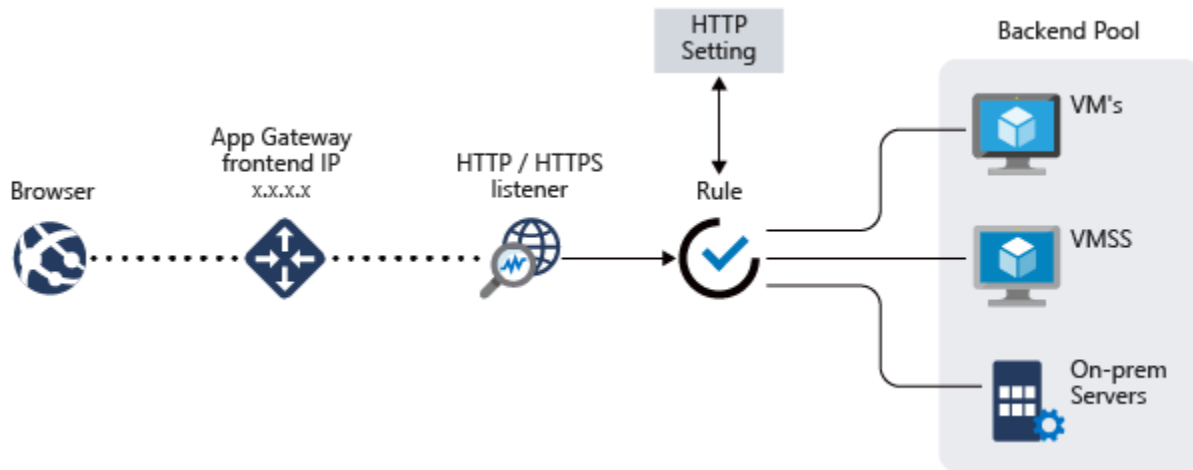 Browser
App Gateway
frontend IP
x.x.x.x
HTTP / HTTPS
listener
HTTP
Setting
Rule
Backend Pool
VM's
VMSS
On-prem
Servers